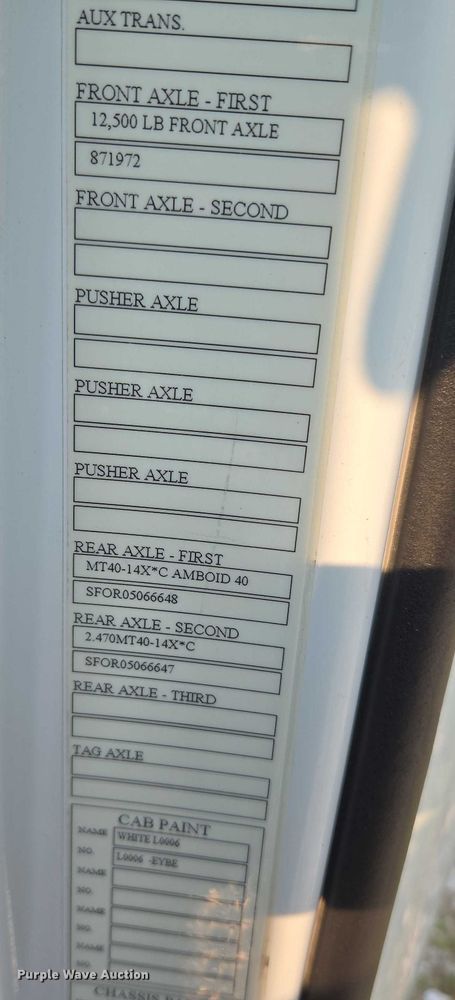 AUX TRANS.
FRONT AXLE - FIRST
12,500 LB FRONT AXLE
871972
FRONT AXLE - SECOND
PUSHER AXLE
PUSHER AXLE
PUSHER AXLE
REAR AXLE - FIRST
MT40-14X*C AMBOID 40
SFOR05066648
REAR AXLE - SECOND
2.470MT40-14X*C
SFOR05066647
REAR AXLE - THIRD
TAG AXLE
CAB PAINT
NAME WHITE L0006
NO. L0006 -EYBE
NAME
NO.
NAME
NO.
NAME
NO.
CHASSIS
Purple Wave Auction